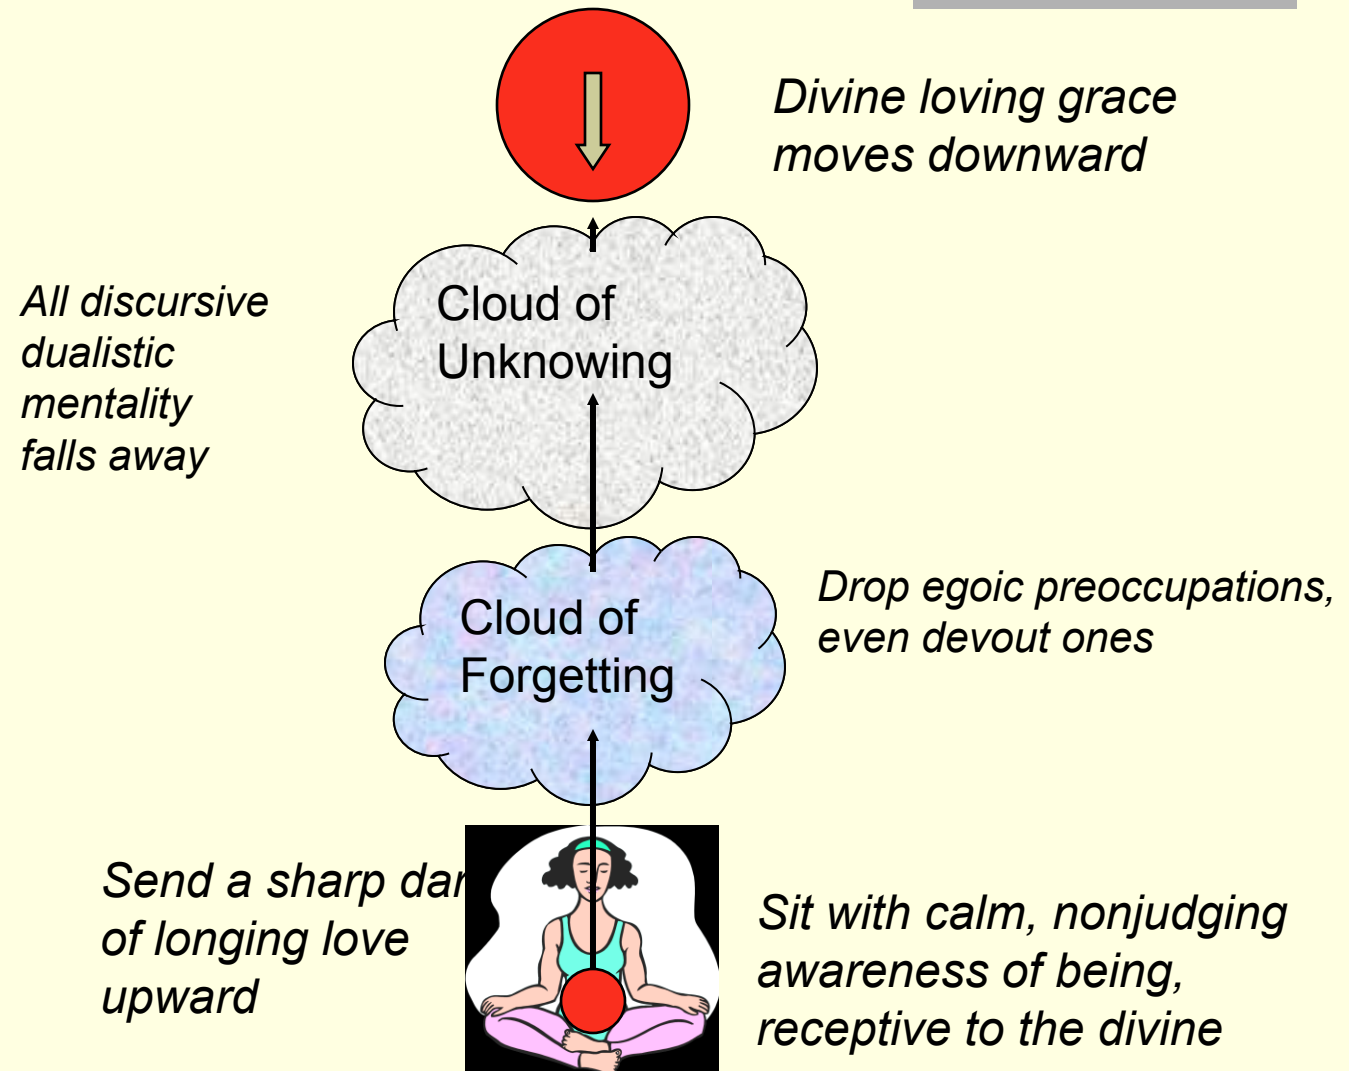 Divine loving grace
moves downward
All discursive
dualistic
mentality
falls away
Cloud of
Unknowing
Cloud of
Forgetting
Drop egoic preoccupations,
even devout ones
Send a sharp
of longing love
upward
Sit with calm, nonjudging
awareness of being,
receptive to the divine